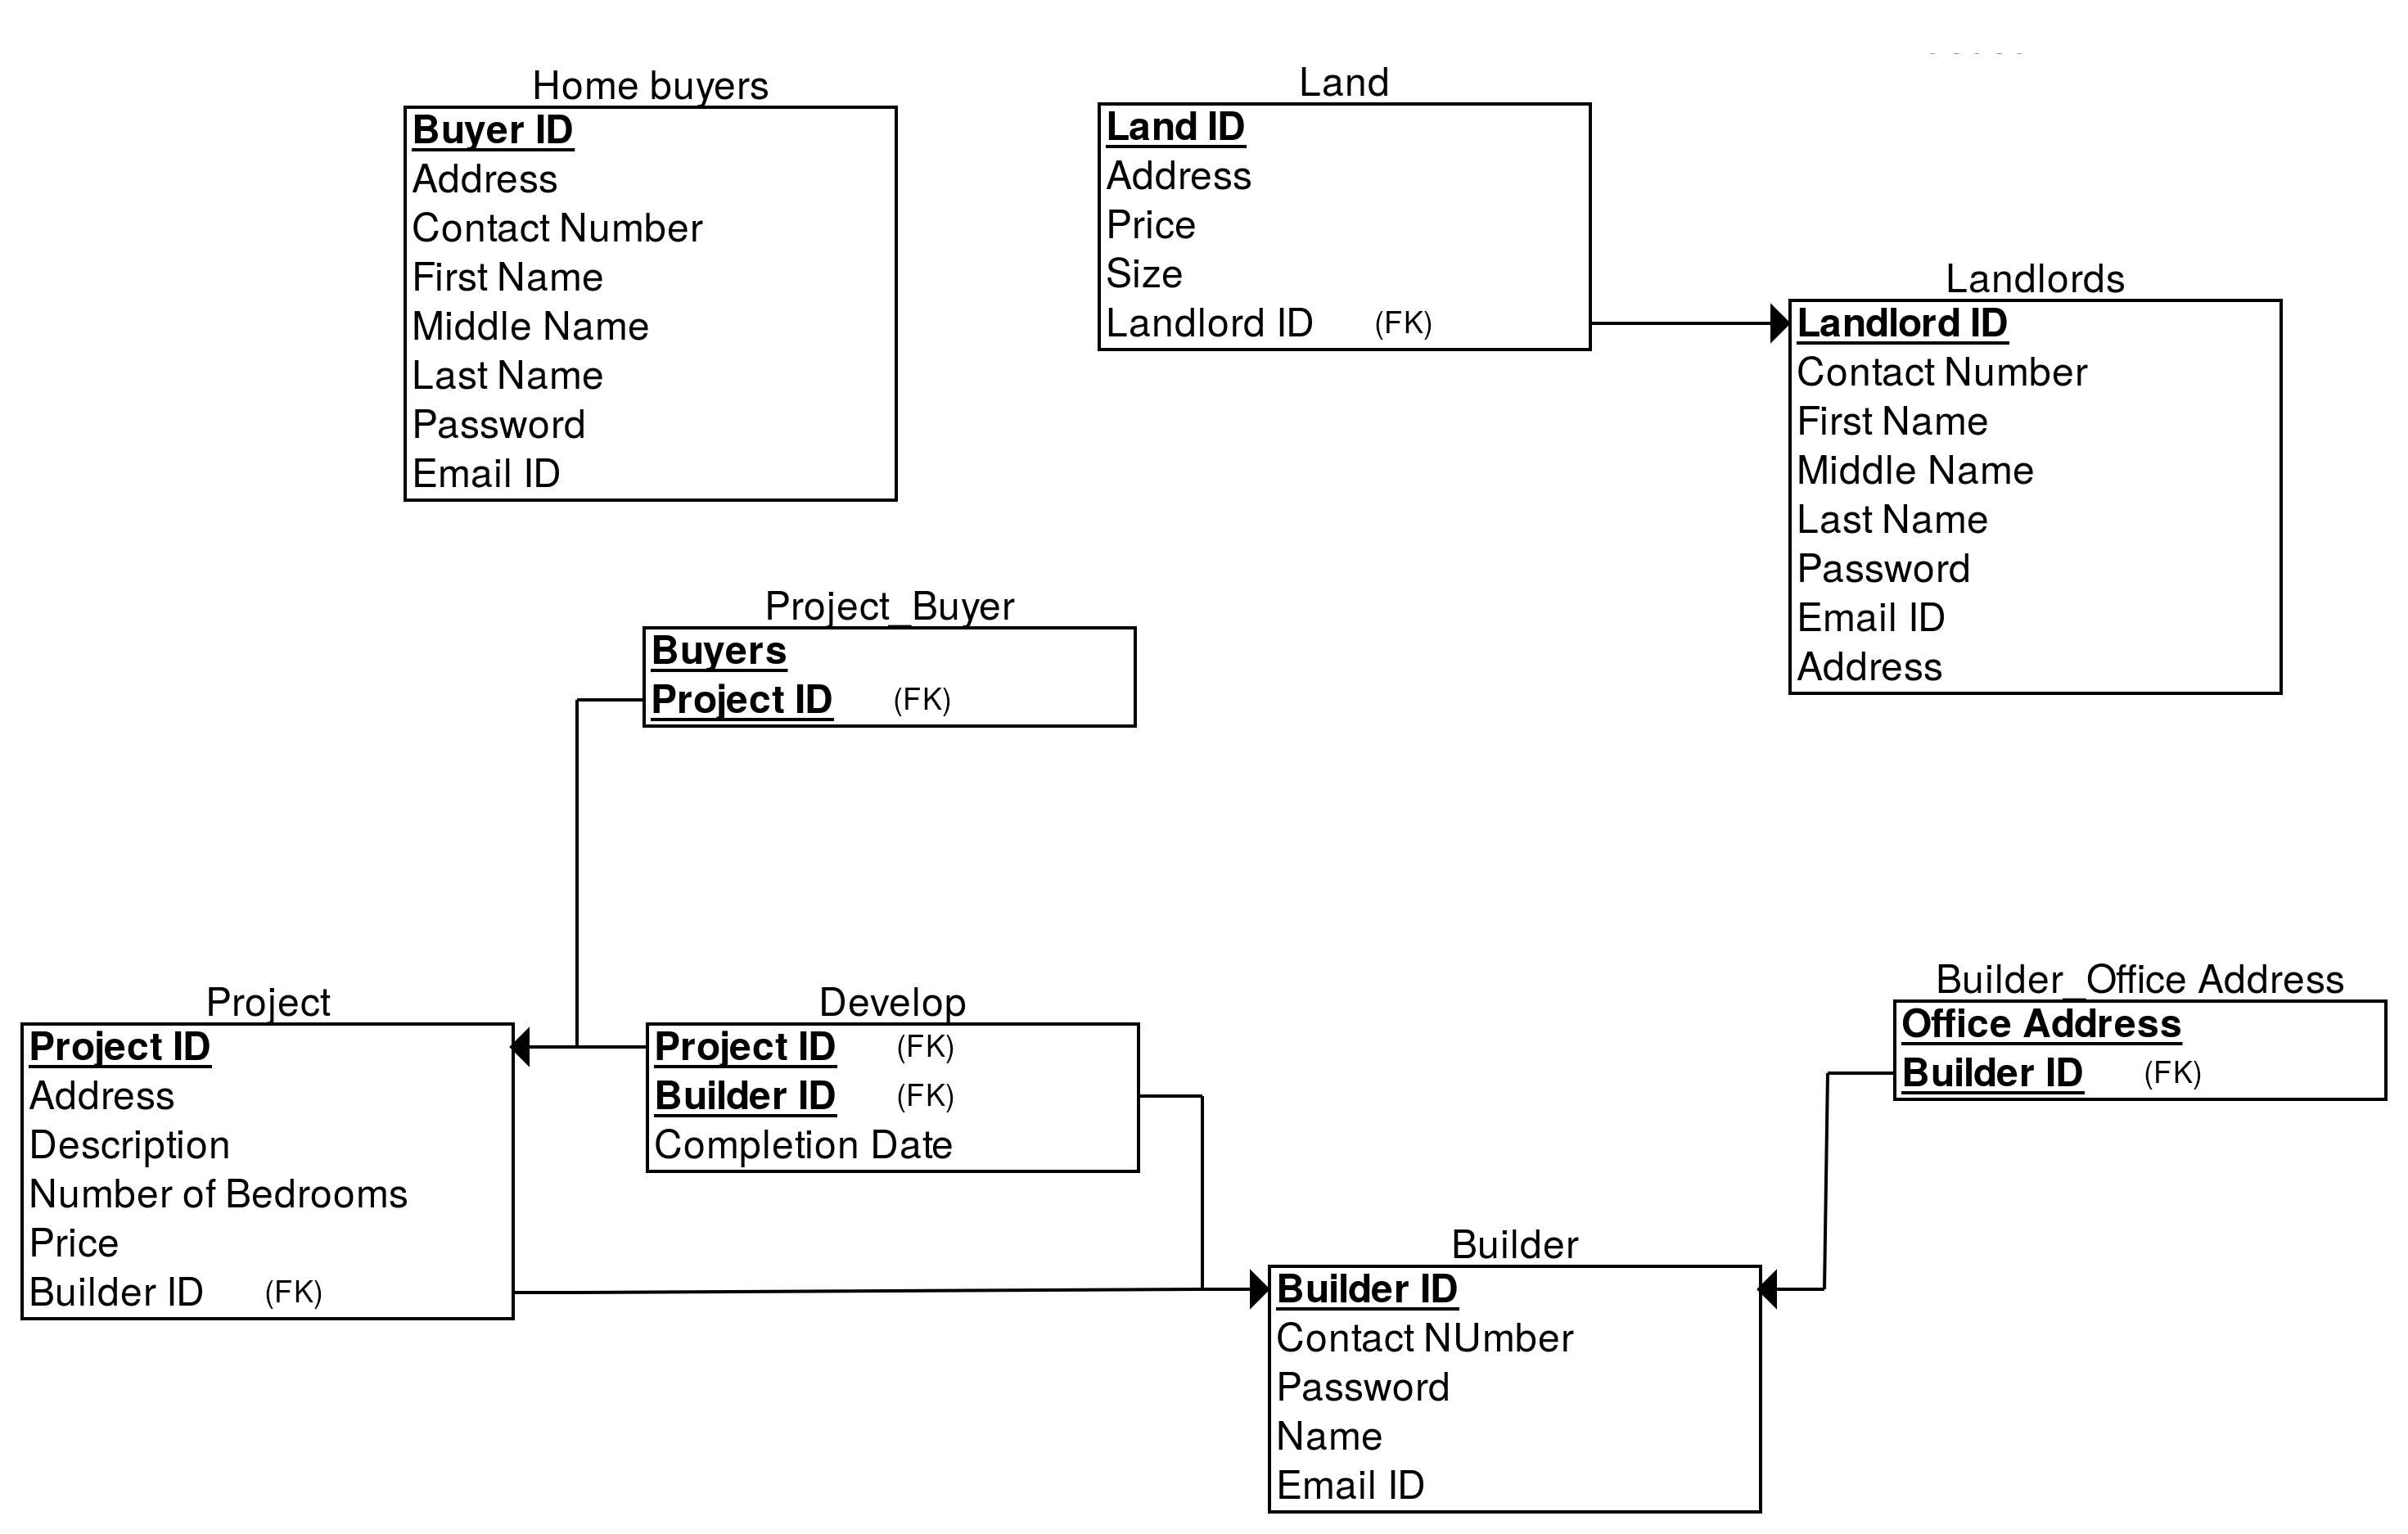 Home buyers
Buyer ID
Address
Contact Number
First Name
Middle Name
Last Name
Password
Email ID
Land
Land ID
Address
Price
Size
Landlord ID (FK)
Landlords
Landlord ID
Contact Number
First Name
Middle Name
Last Name
Password
Email ID
Address
Project_Buyer
Buyers
Project ID (FK)
Project
Project ID
Address
Description
Number of Bedrooms
Price
Builder ID (FK)
Develop
Project ID (FK)
Builder ID (FK)
Completion Date
Builder_Office Address
Office Address
Builder ID (FK)
Builder
Builder ID
Contact NUmber
Password
Name
Email ID